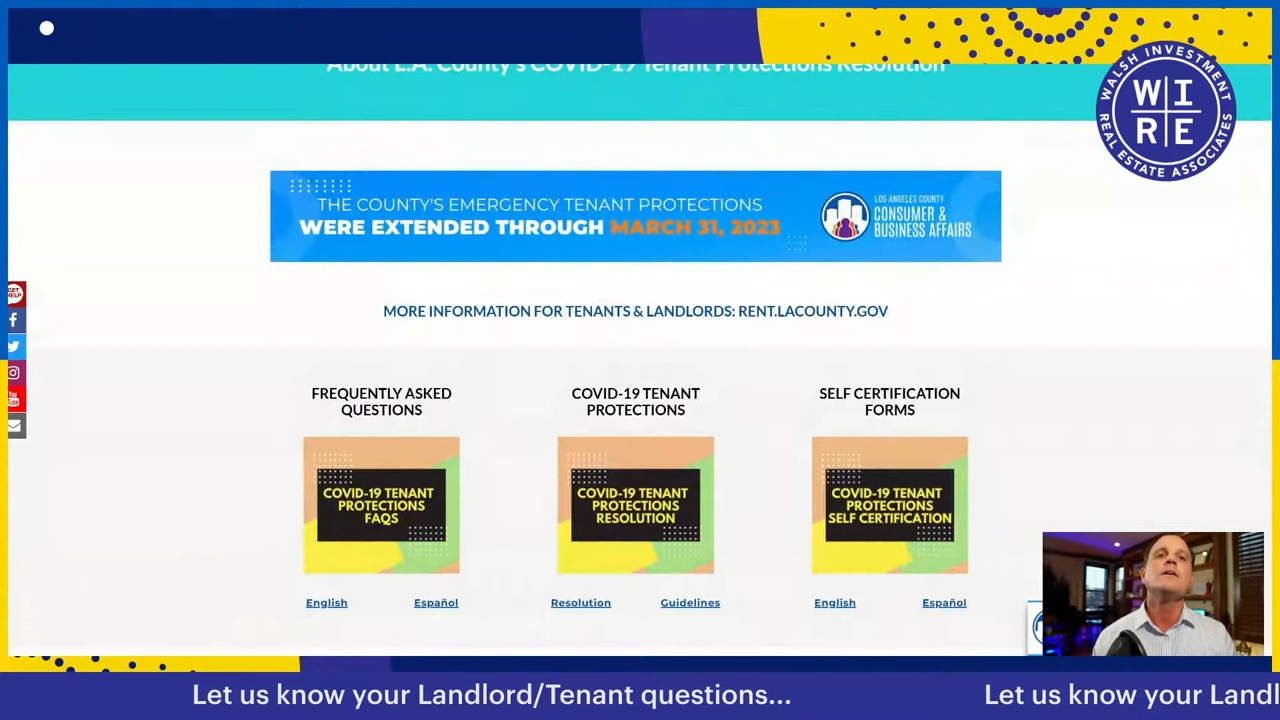 About L.A. County's COVID-19 Tenant Protections Resolution
WALSH INVESTMENT
REAL ESTATE ASSOCIATES
WI
RE
THE COUNTY'S EMERGENCY TENANT PROTECTIONS
WERE EXTENDED THROUGH MARCH 31, 2023
LOS ANGELES COUNTY
CONSUMER &
BUSINESS AFFAIRS
GET
HELP
MORE INFORMATION FOR TENANTS & LANDLORDS: RENT.LACOUNTY.GOV
FREQUENTLY ASKED
QUESTIONS
COVID-19 TENANT
PROTECTIONS
FAQS
English
Español
COVID-19 TENANT
PROTECTIONS
COVID-19 TENANT
PROTECTIONS
RESOLUTION
Resolution
Guidelines
SELF CERTIFICATION
FORMS
COVID-19 TENANT
PROTECTIONS
SELF CERTIFICATION
English
Español
Let us know your Landlord/Tenant questions...
Let us know your Landl